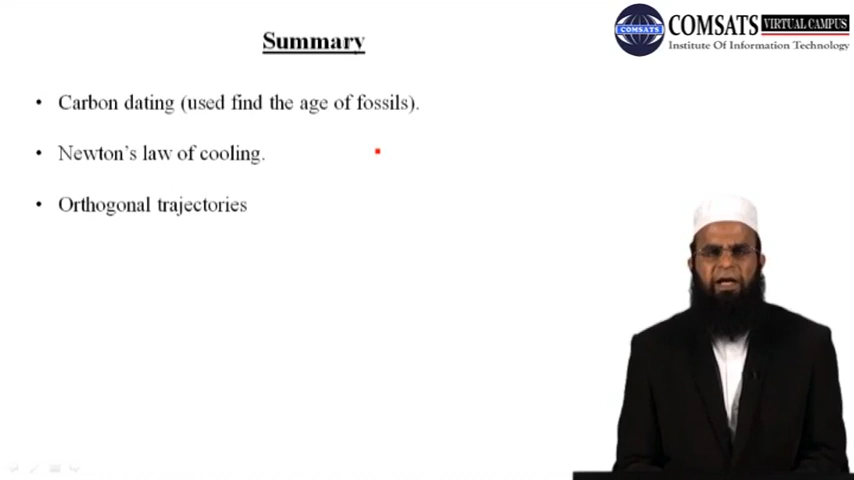 Summary
COMSATS
COMSATS VIRTUAL CAMPUS
Institute Of Information Technology
• Carbon dating (used find the age of fossils).
• Newton's law of cooling.
• Orthogonal trajectories